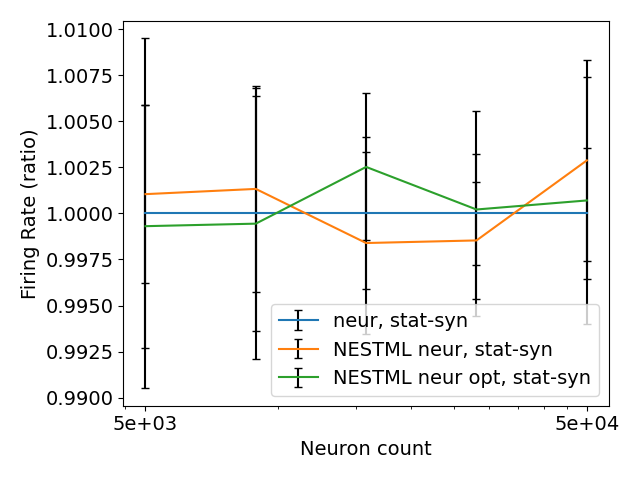 1.0100
1.0075
1.0050
1.0025
1.0000
0.9975
0.9950
0.9925
0.9900
Firing Rate (ratio)
neur, stat-syn
NESTML neur, stat-syn
NESTML neur opt, stat-syn
5e+03
5e+04
Neuron count